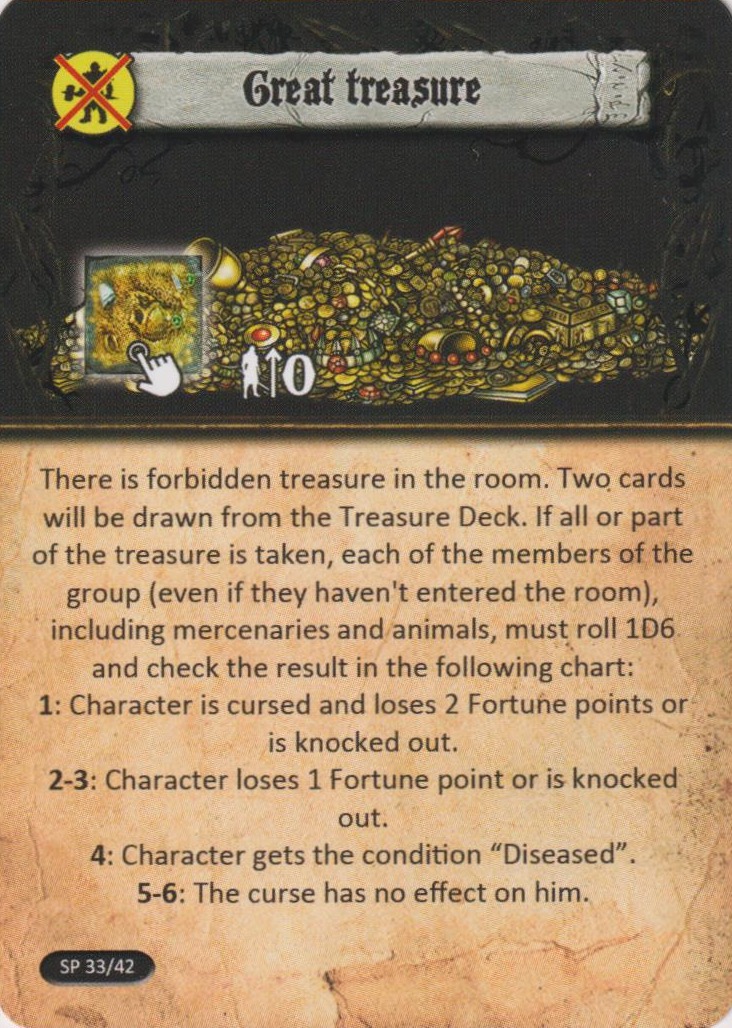 Great treasure
0
There is forbidden treasure in the room. Two cards
will be drawn from the Treasure Deck. If all or part
of the treasure is taken, each of the members of the
group (even if they haven't entered the room),
including mercenaries and animals, must roll 1D6
and check the result in the following chart:
1: Character is cursed and loses 2 Fortune points or
is knocked out.
2-3: Character loses 1 Fortune point or is knocked
out.
4: Character gets the condition “Diseased”.
5-6: The curse has no effect on him.
SP 33/42